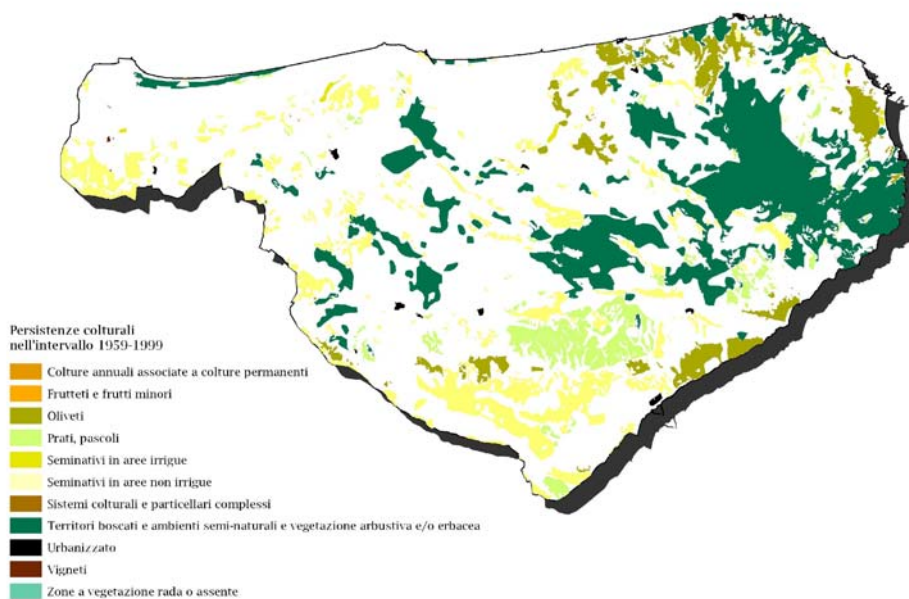 Persistenze colturali
nell'intervallo 1959-1999
Colture annuali associate a colture permanenti
Frutteti e frutti minori
Oliveti
Prati, pascoli
Seminativi in aree irrigue
Seminativi in aree non irrigue
Sistemi colturali e particellari complessi
Territori boscati e ambienti semi-naturali e vegetazione arbustiva e/o erbacea
Urbanizzato
Vigneti
Zone a vegetazione rada o assente